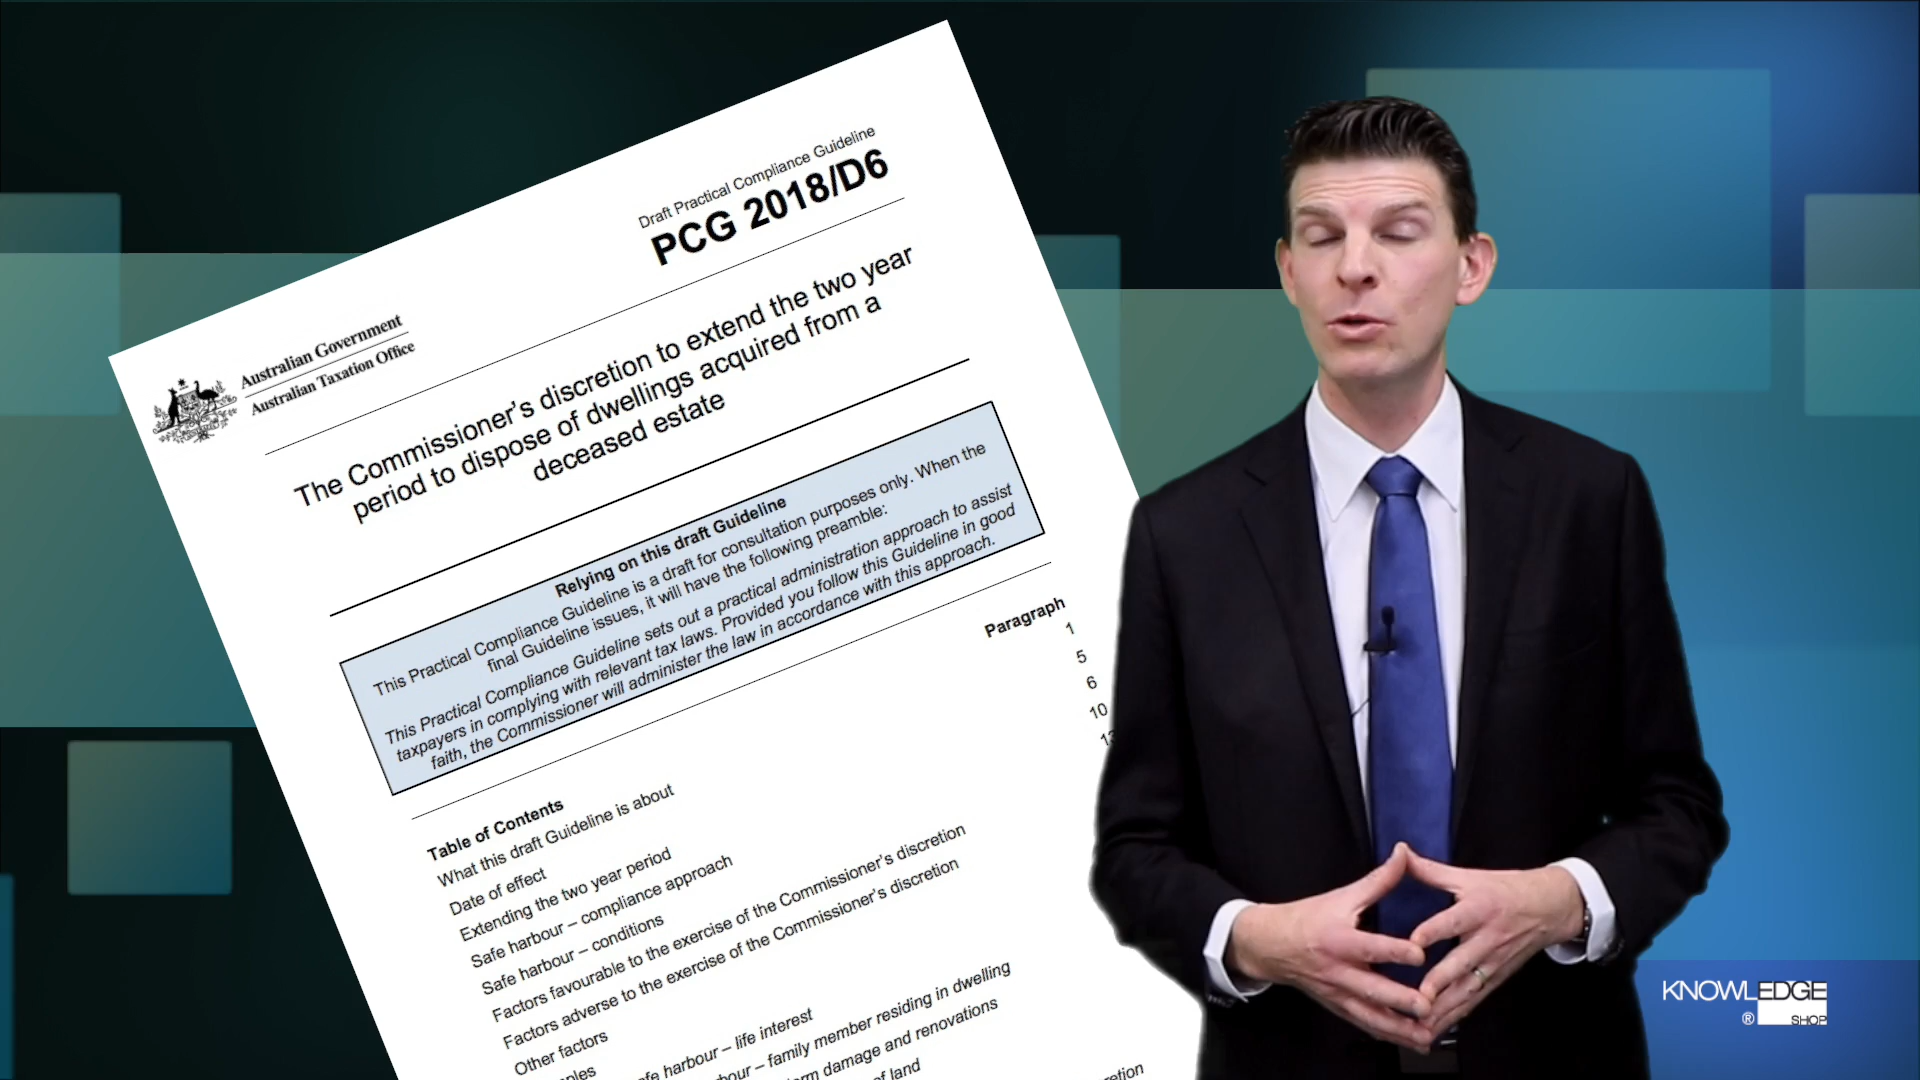 Australian Government
Australian Taxation Office
Draft Practical Compliance Guideline
PCG 2018/D6
The Commissioner's discretion to extend the two year
period to dispose of dwellings acquired from a
deceased estate
Relying on this draft Guideline
This Practical Compliance Guideline is a draft for consultation purposes only. When the
final Guideline issues, it will have the following preamble:
This Practical Compliance Guideline sets out a practical administration approach to assist
taxpayers in complying with relevant tax laws. Provided you follow this Guideline in good
faith, the Commissioner will administer the law in accordance with this approach.
Table of Contents
Paragraph
What this draft Guideline is about
1
Date of effect
5
Extending the two year period
6
Safe harbour – compliance approach
10
Safe harbour – conditions
Factors favourable to the exercise of the Commissioner's discretion
Factors adverse to the exercise of the Commissioner's discretion
Other factors
harbour – life interest
– family member residing in dwelling
damage and renovations
of land
KNOWLEDGE
® SHOP